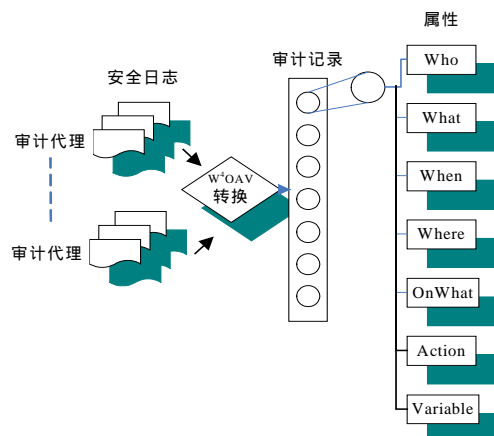 属性
审计记录
安全日志
审计代理
审计代理
W⁴OAV
转换
Who
What
When
Where
OnWhat
Action
Variable